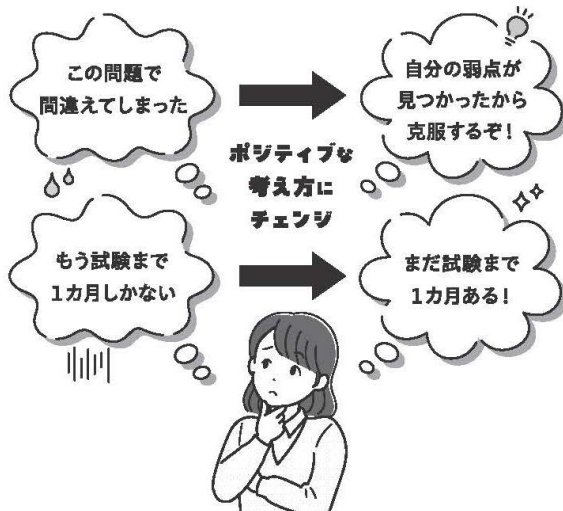 この問題で
間違えてしまった
自分の弱点が
見つかったから
克服するぞ!
ポジティブな
考え方に
チェンジ
もう試験まで
1カ月しかない
まだ試験まで
1カ月ある!